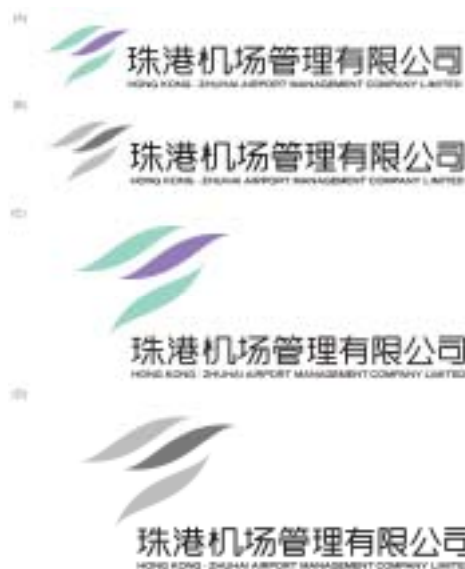 珠港机场管理有限公司
HONG KONG - ZHUHAI AIRPORT MANAGEMENT COMPANY LIMITED
珠港机场管理有限公司
HONG KONG - ZHUHAI AIRPORT MANAGEMENT COMPANY LIMITED
珠港机场管理有限公司
HONG KONG - ZHUHAI AIRPORT MANAGEMENT COMPANY LIMITED
珠港机场管理有限公司
HONG KONG - ZHUHAI AIRPORT MANAGEMENT COMPANY LIMITED